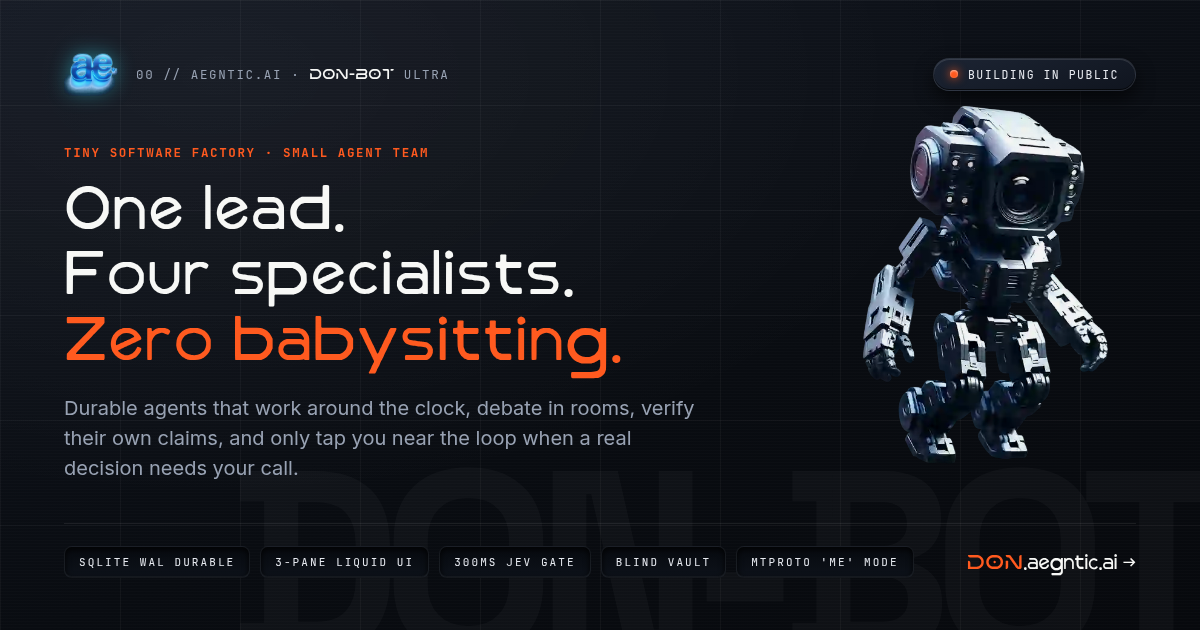 ae
00 // AEGNTIC.AI · DON-BOT ULTRA
BUILDING IN PUBLIC
TINY SOFTWARE FACTORY · SMALL AGENT TEAM
One lead.
Four specialists.
Zero babysitting.
Durable agents that work around the clock, debate in rooms, verify
their own claims, and only tap you near the loop when a real
decision needs your call.
DON-BOT
SQLITE WAL DURABLE
3-PANE LIQUID UI
300MS JEV GATE
BLIND VAULT
MTPROTO 'ME' MODE
DON.aegntic.ai →